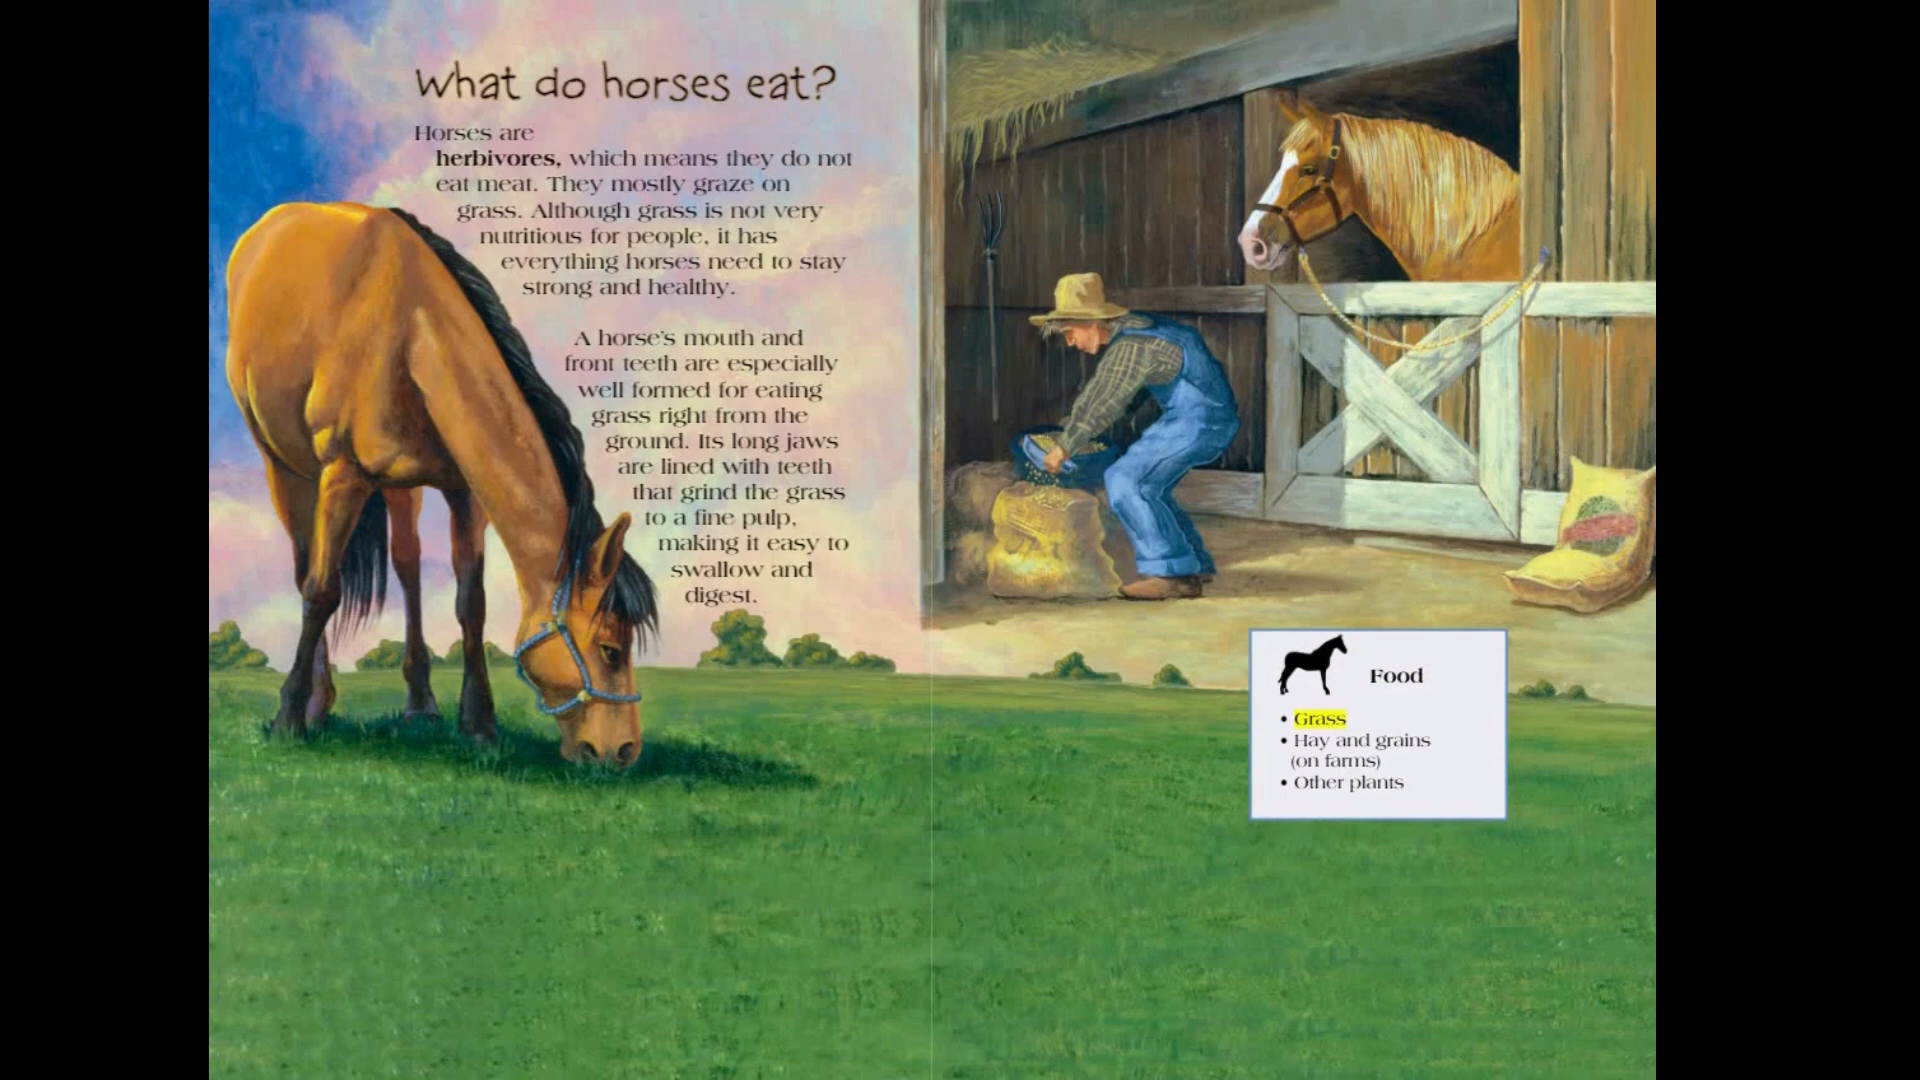 What do horses eat?
Horses are
herbivores, which means they do not
eat meat. They mostly graze on
grass. Although grass is not very
nutritious for people, it has
everything horses need to stay
strong and healthy.
A horse's mouth and
front teeth are especially
well formed for eating
grass right from the
ground. Its long jaws
are lined with teeth
that grind the grass
to a fine pulp,
making it easy to
swallow and
digest.
Food
• Grass
• Hay and grains
(on farms)
• Other plants